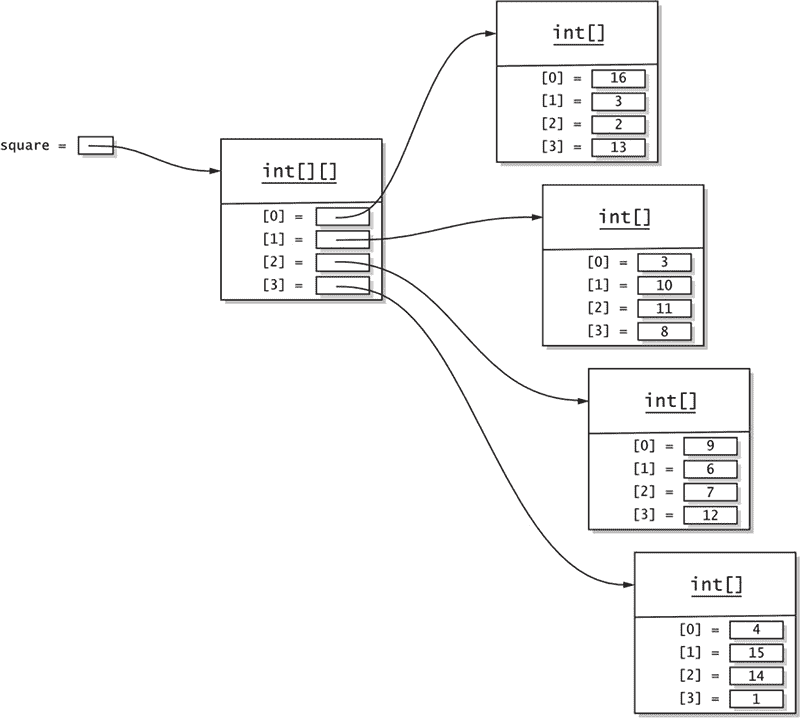 square =
int[][]
[0] =
[1] =
[2] =
[3] =
int[]
[0] = 16
[1] = 3
[2] = 2
[3] = 13
int[]
[0] = 3
[1] = 10
[2] = 11
[3] = 8
int[]
[0] = 9
[1] = 6
[2] = 7
[3] = 12
int[]
[0] = 4
[1] = 15
[2] = 14
[3] = 1